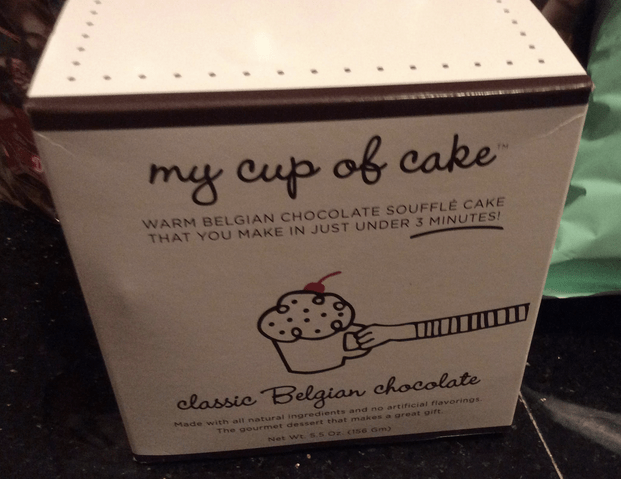 my cup of cake™
WARM BELGIAN CHOCOLATE SOUFFLÉ CAKE
THAT YOU MAKE IN JUST UNDER 3 MINUTES!
classic Belgian chocolate
Made with all natural ingredients and no artificial flavorings.
The gourmet dessert that makes a great gift.
Net Wt. 5.5 Oz. (156 Gm)